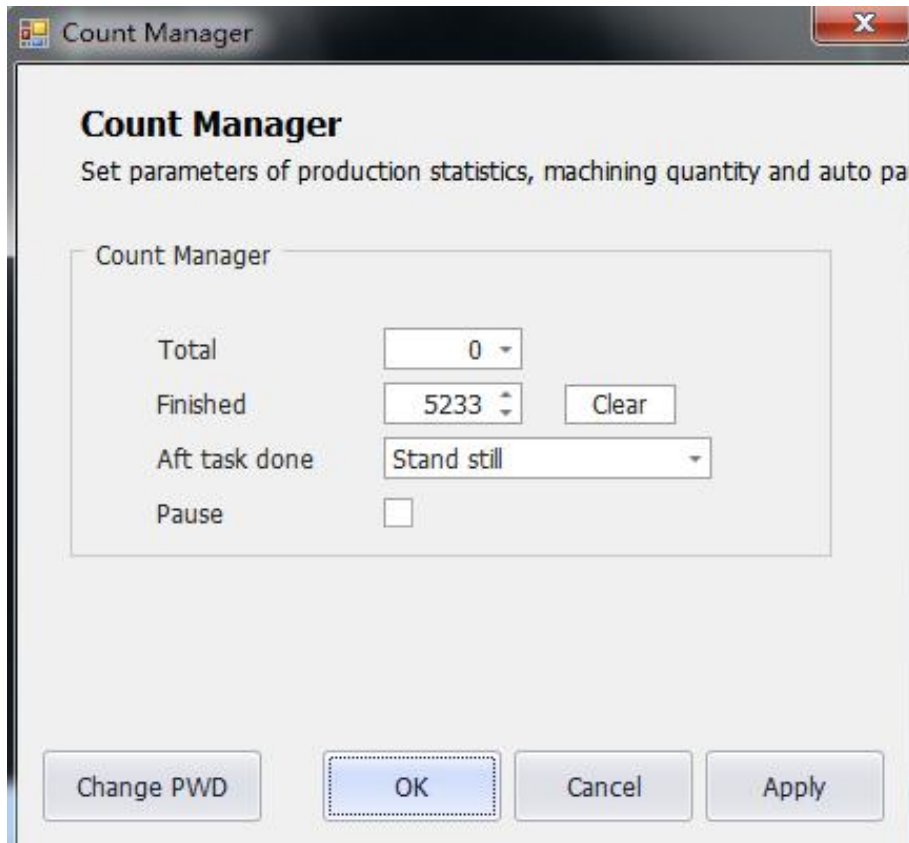 Count Manager
Count Manager
Set parameters of production statistics, machining quantity and auto
Count Manager
Total 0
Finished 5233 Clear
Aft task done Stand still
Pause
Change PWD OK Cancel Apply